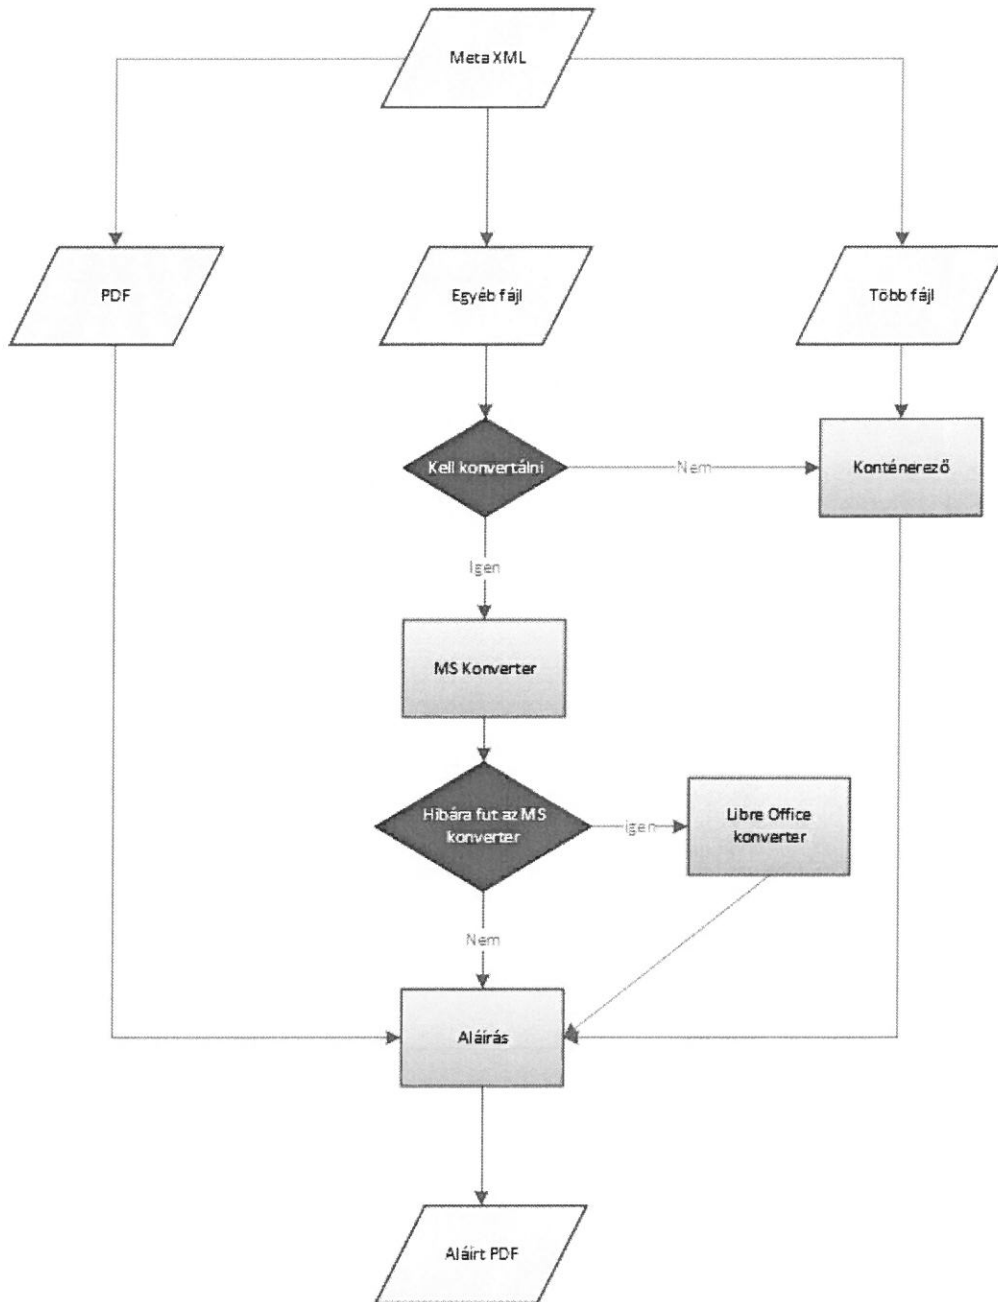 Meta XML
PDF
Egyéb fájl
Több fájl
Kell konvertálni
Nem
Konténerező
Igen
MS Konverter
Hibára fut az MS
konverter
igen
Libre Office
konverter
Nem
Aláírás
Aláírt PDF